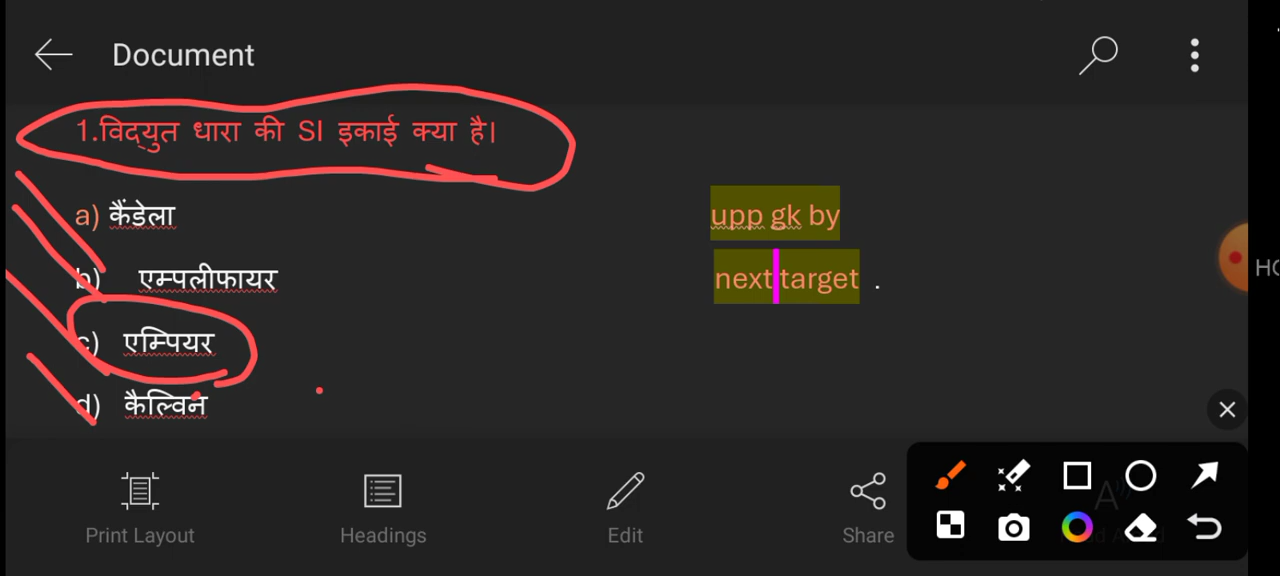 Document
1.विद्युत धारा की SI इकाई क्या है।
a) कैंडेला
upp gk by
b) एम्पलीफायर
next target .
c) एम्पियर
d) कैल्विन
HO
Print Layout
Headings
Edit
Share